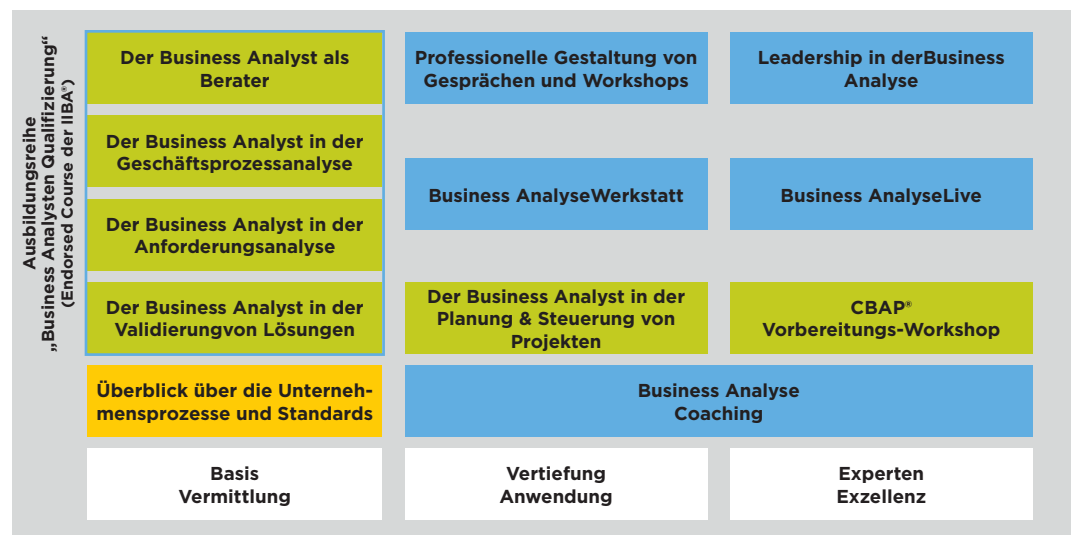 Ausbildungsreihe
„Business Analysten Qualifizierung“
(Endorsed Course der IIBA®)
Der Business Analyst als
Berater
Der Business Analyst in der
Geschäftsprozessanalyse
Der Business Analyst in der
Anforderungsanalyse
Der Business Analyst in der
Validierungvon Lösungen
Überblick über die Unterneh-
mensprozesse und Standards
Basis
Vermittlung
Professionelle Gestaltung von
Gesprächen und Workshops
Business AnalyseWerkstatt
Der Business Analyst in der
Planung & Steuerung von
Projekten
Leadership in derBusiness
Analyse
Business AnalyseLive
CBAP®
Vorbereitungs-Workshop
Business Analyse
Coaching
Vertiefung
Anwendung
Experten
Exzellenz